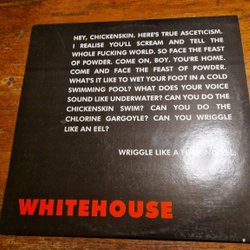 HEY, CHICKENSKIN. HERE'S TRUE ASCETICISM.
I REALISE YOU'LL SCREAM AND TELL THE
WHOLE FUCKING WORLD. SO FACE THE FEAST
OF POWDER. COME ON, BOY. YOU'RE HOME.
COME AND FACE THE FEAST OF POWDER.
WHAT'S IT LIKE TO WET YOUR FOOT IN A COLD
SWIMMING POOL? WHAT DOES YOUR VOICE
SOUND LIKE UNDERWATER? CAN YOU DO THE
CHICKENSKIN SWIM? CAN YOU DO THE
CHLORINE GARGOYLE? CAN YOU WRIGGLE
LIKE AN EEL?
WRIGGLE LIKE A
WHITEHOUSE